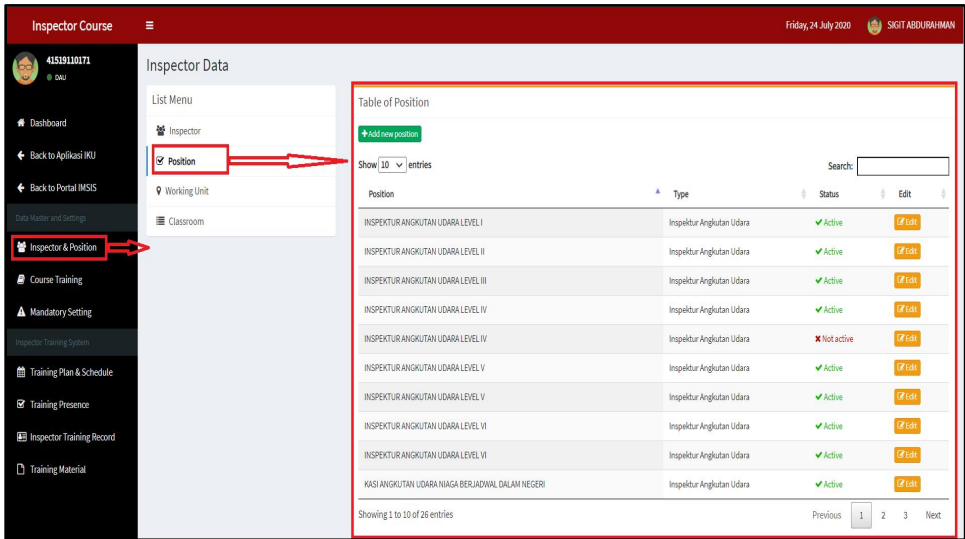 Inspector Course
Friday, 24 July 2020 SIGIT ABDURAHMAN
41519110171
DAU
Dashboard
Back to Aplikasi IKU
Back to Portal IMSIS
Data Master and Settings
Inspector & Position
Course Training
Mandatory Setting
Inspector Training System
Training Plan & Schedule
Training Presence
Inspector Training Record
Training Material
Inspector Data
List Menu
Inspector
Position
Working Unit
Classroom
Table of Position
+ Add new position
Show 10 entries Search:
Position Type Status Edit
INSPEKTUR ANGKUTAN UDARA LEVEL I Inspektur Angkutan Udara Active Edit
INSPEKTUR ANGKUTAN UDARA LEVEL II Inspektur Angkutan Udara Active Edit
INSPEKTUR ANGKUTAN UDARA LEVEL III Inspektur Angkutan Udara Active Edit
INSPEKTUR ANGKUTAN UDARA LEVEL IV Inspektur Angkutan Udara Active Edit
INSPEKTUR ANGKUTAN UDARA LEVEL IV Inspektur Angkutan Udara Not active Edit
INSPEKTUR ANGKUTAN UDARA LEVEL V Inspektur Angkutan Udara Active Edit
INSPEKTUR ANGKUTAN UDARA LEVEL V Inspektur Angkutan Udara Active Edit
INSPEKTUR ANGKUTAN UDARA LEVEL VI Inspektur Angkutan Udara Active Edit
INSPEKTUR ANGKUTAN UDARA LEVEL VI Inspektur Angkutan Udara Active Edit
KASI ANGKUTAN UDARA NIAGA BERJADWAL DALAM NEGERI Inspektur Angkutan Udara Active Edit
Showing 1 to 10 of 26 entries Previous 1 2 3 Next